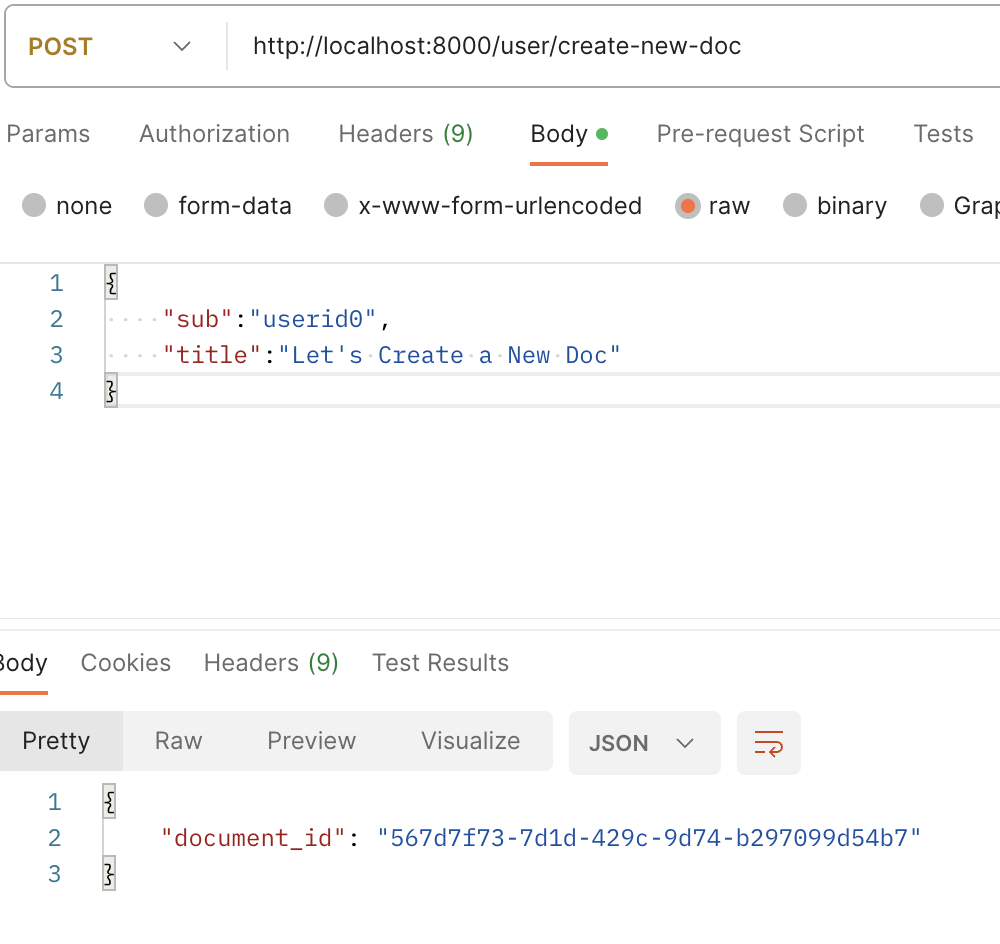 POST http://localhost:8000/user/create-new-doc
Params Authorization Headers (9) Body Pre-request Script Tests
none form-data x-www-form-urlencoded raw binary Grap
1 {
2 "sub":"userid0",
3 "title":"Let's Create a New Doc"
4 }
Body Cookies Headers (9) Test Results
Pretty Raw Preview Visualize JSON
1 {
2 "document_id": "567d7f73-7d1d-429c-9d74-b297099d54b7"
3 }